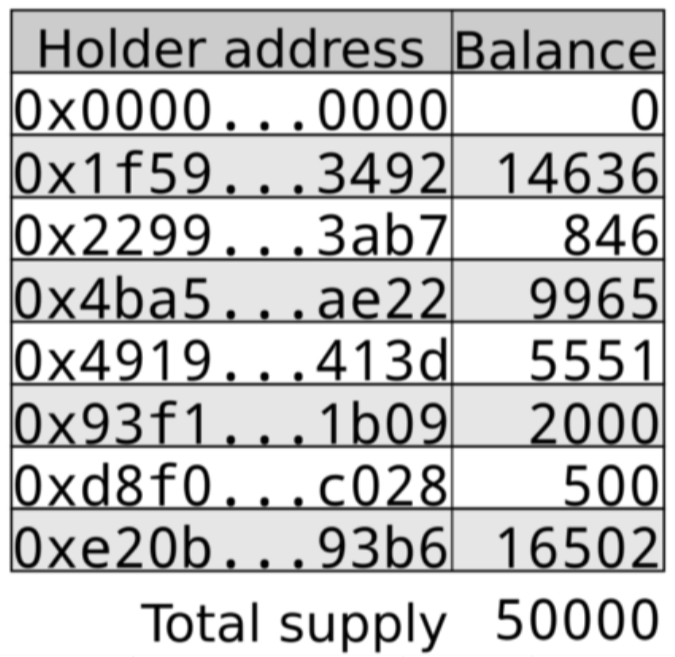 Holder address Balance
0x0000...0000 0
0x1f59...3492 14636
0x2299...3ab7 846
0x4ba5...ae22 9965
0x4919...413d 5551
0x93f1...1b09 2000
0xd8f0...c028 500
0xe20b...93b6 16502
Total supply 50000